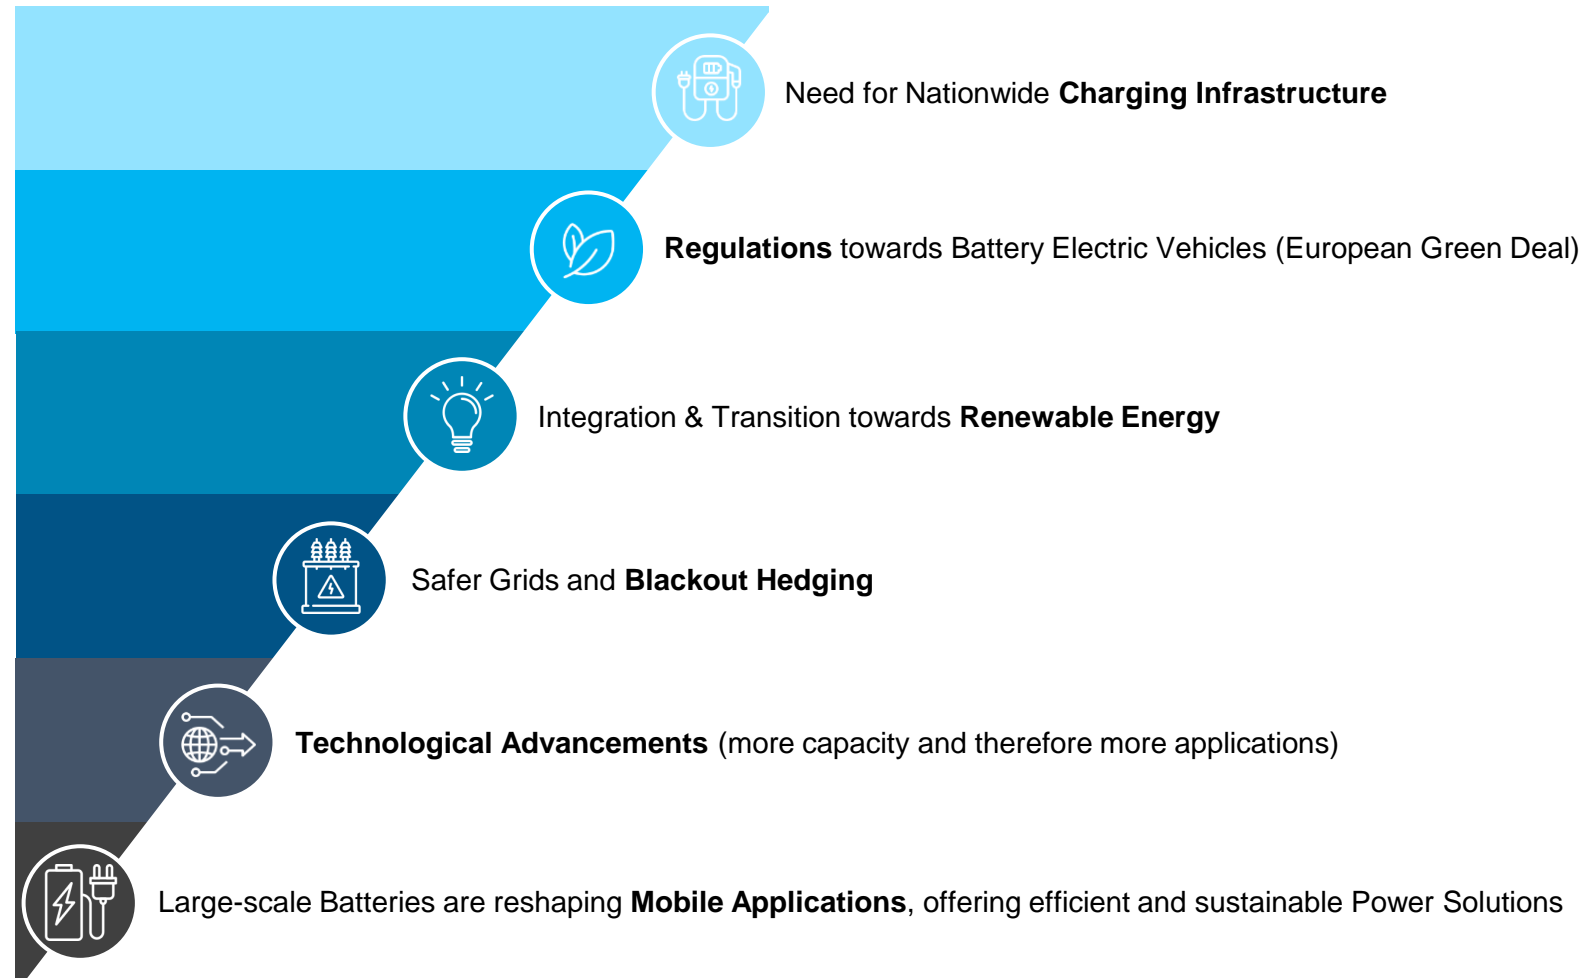 Need for Nationwide Charging Infrastructure
Regulations towards Battery Electric Vehicles (European Green Deal)
Integration & Transition towards Renewable Energy
Safer Grids and Blackout Hedging
Technological Advancements (more capacity and therefore more applications)
Large-scale Batteries are reshaping Mobile Applications, offering efficient and sustainable Power Solutions